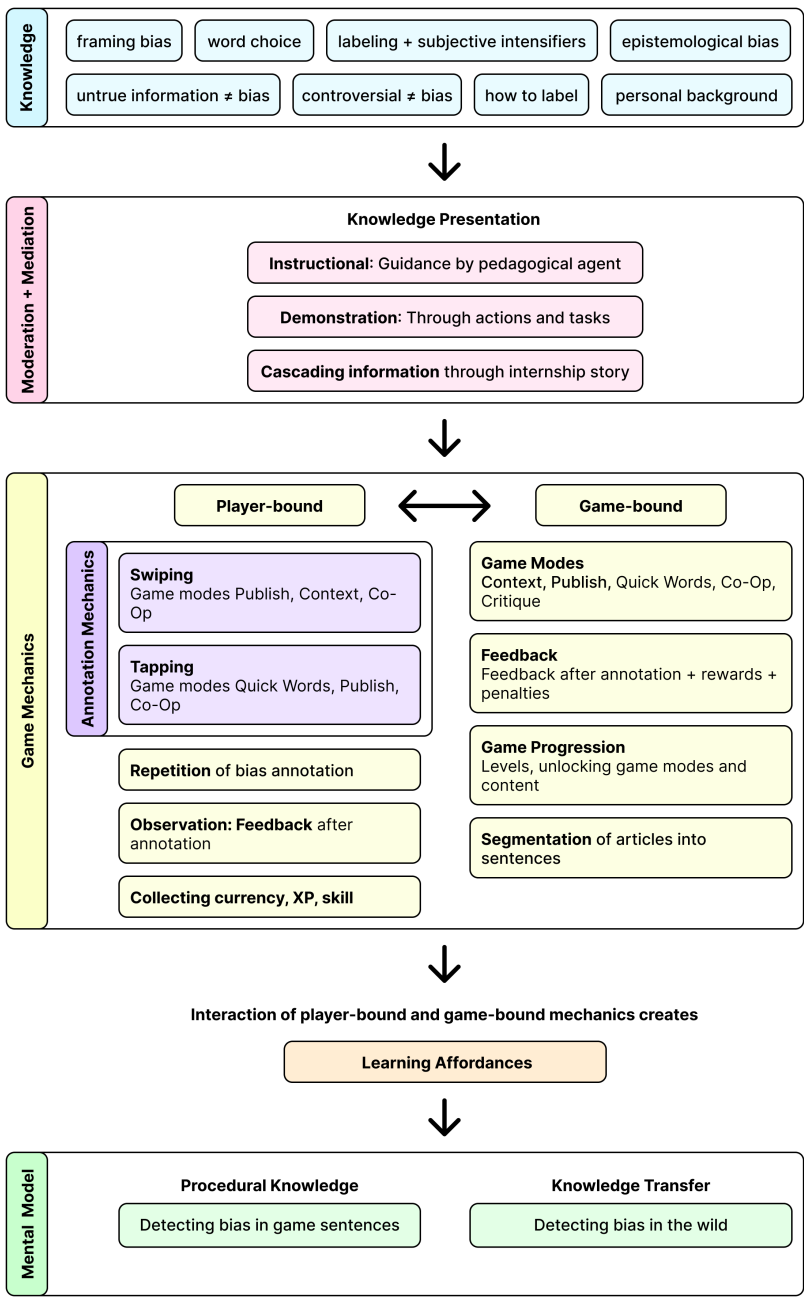 Knowledge
framing bias
word choice
labeling + subjective intensifiers
epistemological bias
untrue information ≠ bias
controversial ≠ bias
how to label
personal background
Moderation + Mediation
Knowledge Presentation
Instructional: Guidance by pedagogical agent
Demonstration: Through actions and tasks
Cascading information through internship story
Game Mechanics
Player-bound
Game-bound
Annotation Mechanics
Swiping
Game modes Publish, Context, Co-
Op
Tapping
Game modes Quick Words, Publish,
Co-Op
Repetition of bias annotation
Observation: Feedback after
annotation
Collecting currency, XP, skill
Game Modes
Context, Publish, Quick Words, Co-Op,
Critique
Feedback
Feedback after annotation + rewards +
penalties
Game Progression
Levels, unlocking game modes and
content
Segmentation of articles into
sentences
Interaction of player-bound and game-bound mechanics creates
Learning Affordances
Mental Model
Procedural Knowledge
Detecting bias in game sentences
Knowledge Transfer
Detecting bias in the wild